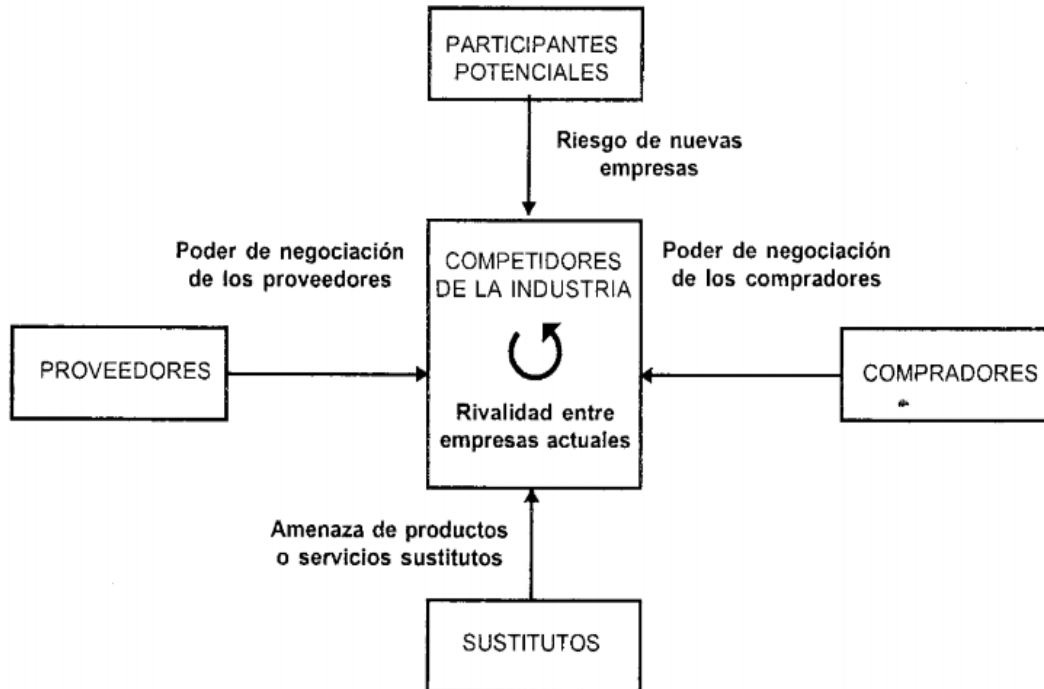 PARTICIPANTES
POTENCIALES
Riesgo de nuevas
empresas
Poder de negociación
de los proveedores
COMPETIDORES
DE LA INDUSTRIA
Rivalidad entre
empresas actuales
Poder de negociación
de los compradores
PROVEEDORES
COMPRADORES
Amenaza de productos
o servicios sustitutos
SUSTITUTOS